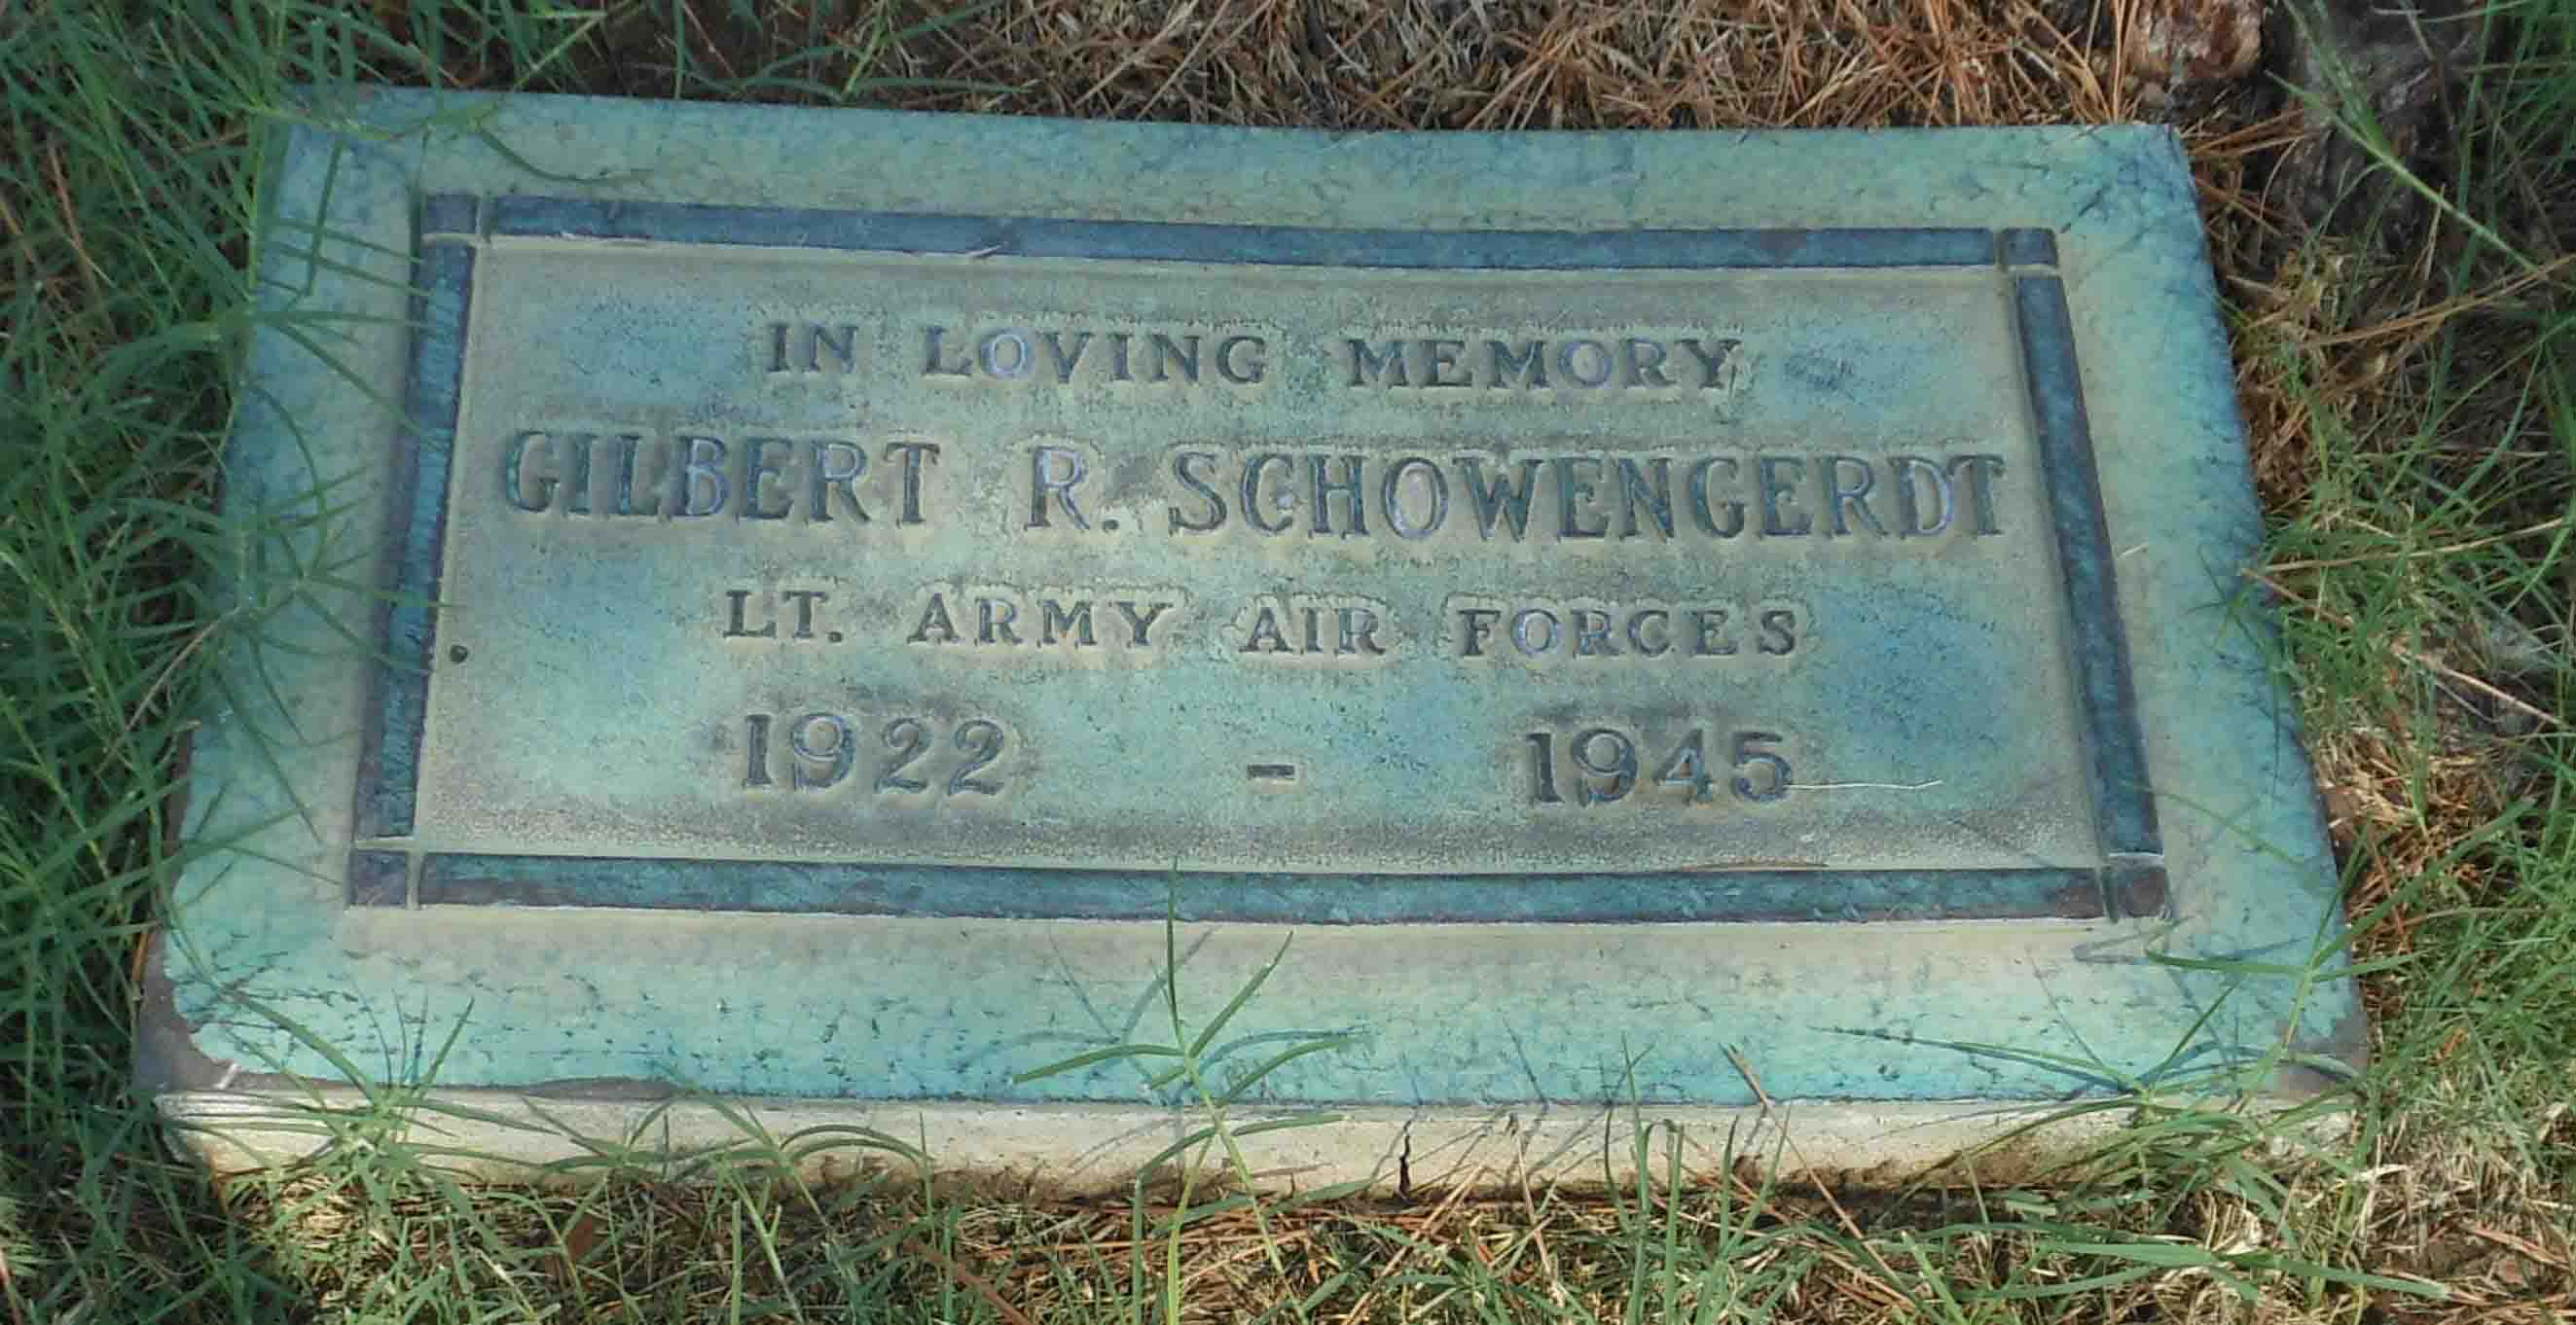 IN LOVING MEMORY
GILBERT R. SCHOWENGERDT
LT. ARMY AIR FORCES
1922 - 1945